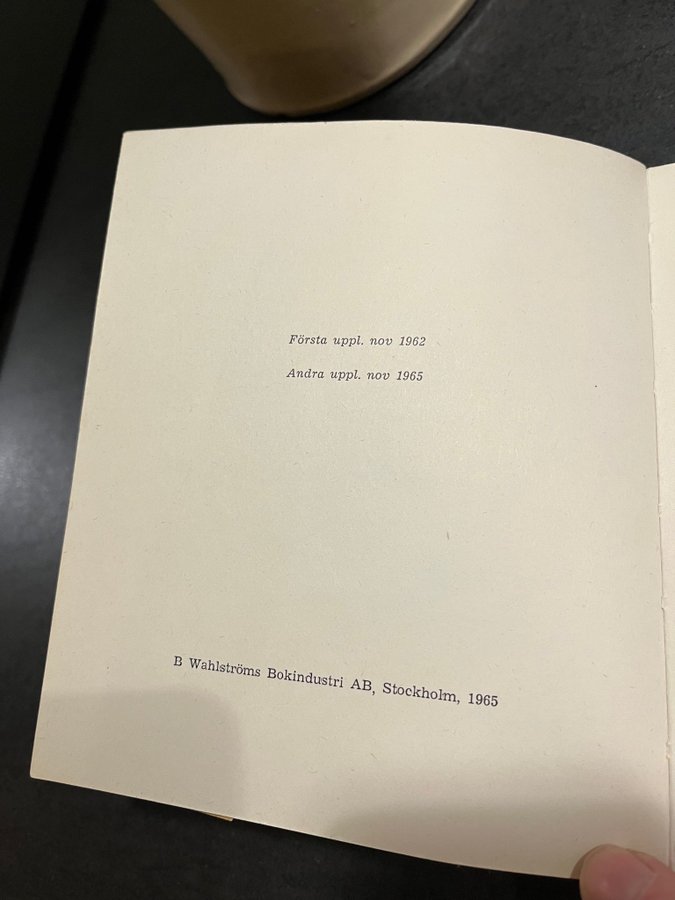 Första uppl. nov 1962
Andra uppl. nov 1965
B Wahlströms Bokindustri AB, Stockholm, 1965